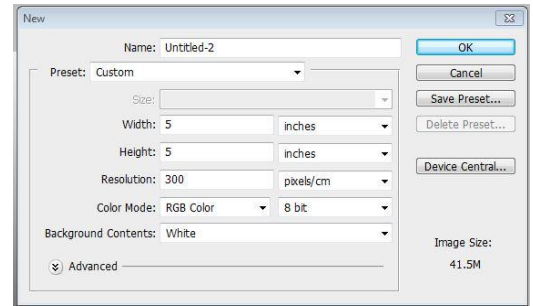 New
Name: Untitled-2
OK
Preset: Custom
Cancel
Size:
Save Preset...
Width: 5 inches
Delete Preset...
Height: 5 inches
Device Central...
Resolution: 300 pixels/cm
Color Mode: RGB Color 8 bit
Background Contents: White
Image Size:
Advanced
41.5M